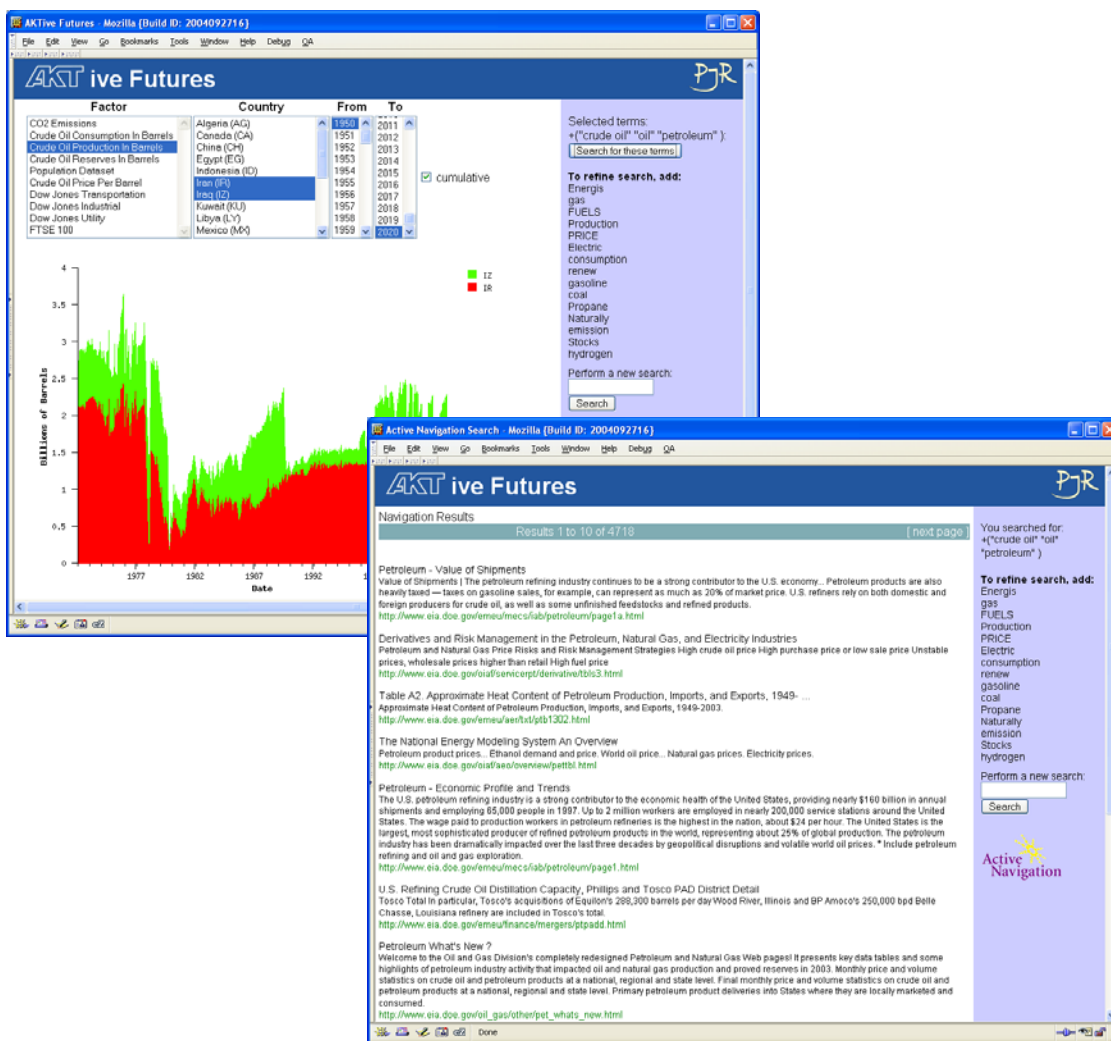 AKTive Futures - Mozilla {Build ID: 2004092716}
File Edit View Go Bookmarks Tools Window Help Debug QA
AKT ive Futures
PJR
Factor Country From To
CO2 Emissions
Crude Oil Consumption In Barrels
Crude Oil Production In Barrels
Crude Oil Reserves In Barrels
Population Dataset
Crude Oil Price Per Barrel
Dow Jones Transportation
Dow Jones Industrial
Dow Jones Utility
FTSE 100
Algeria (AG)
Canada (CA)
China (CH)
Egypt (EG)
Indonesia (ID)
Iran (IR)
Iraq (IZ)
Kuwait (KU)
Libya (LY)
Mexico (MX)
1950
1951
1952
1953
1954
1955
1956
1957
1958
1959
2011
2012
2013
2014
2015
2016
2017
2018
2019
2020
cumulative
Selected terms:
+("crude oil" "oil" "petroleum" ):
Search for these terms
To refine search, add:
Energis
gas
FUELS
Production
PRICE
Electric
consumption
renew
gasoline
coal
Propane
Naturally
emission
Stocks
hydrogen
Perform a new search:
Search
IZ
IR
4
3.5
3
2.5
2
1.5
1
0.5
0
Billions of Barrels
1977 1982 1987 1992
Date
Active Navigation Search - Mozilla {Build ID: 2004092716}
File Edit View Go Bookmarks Tools Window Help Debug QA
AKT ive Futures
PJR
Navigation Results
Results 1 to 10 of 4718 [ next page ]
Petroleum - Value of Shipments
Value of Shipments | The petroleum refining industry continues to be a strong contributor to the U.S. economy... Petroleum products are also
heavily taxed — taxes on gasoline sales, for example, can represent as much as 20% of market price. U.S. refiners rely on both domestic and
foreign producers for crude oil, as well as some unfinished feedstocks and refined products.
http://www.eia.doe.gov/emeu/mecs/iab/petroleum/page1a.html
Derivatives and Risk Management in the Petroleum, Natural Gas, and Electricity Industries
Petroleum and Natural Gas Price Risks and Risk Management Strategies High crude oil price High purchase price or low sale price Unstable
prices, wholesale prices higher than retail High fuel price
http://www.eia.doe.gov/oiaf/servicerpt/derivative/tbls3.html
Table A2. Approximate Heat Content of Petroleum Production, Imports, and Exports, 1949- ...
Approximate Heat Content of Petroleum Production, Imports, and Exports, 1949-2003.
http://www.eia.doe.gov/emeu/aer/txt/ptb1302.html
The National Energy Modeling System An Overview
Petroleum product prices... Ethanol demand and price. World oil price... Natural gas prices. Electricity prices.
http://www.eia.doe.gov/oiaf/aeo/overview/pettbl.html
Petroleum - Economic Profile and Trends
The U.S. petroleum refining industry is a strong contributor to the economic health of the United States, providing nearly $160 billion in annual
shipments and employing 65,000 people in 1997. Up to 2 million workers are employed in nearly 200,000 service stations around the United
States. The wage paid to production workers in petroleum refineries is the highest in the nation, about $24 per hour. The United States is the
largest, most sophisticated producer of refined petroleum products in the world, representing about 25% of global production. The petroleum
industry has been dramatically impacted over the last three decades by geopolitical disruptions and volatile world oil prices. * Include petroleum
refining and oil and gas exploration.
http://www.eia.doe.gov/emeu/mecs/iab/petroleum/page1.html
U.S. Refining Crude Oil Distillation Capacity, Phillips and Tosco PAD District Detail
Tosco Total In particular, Tosco's acquisitions of Equilon's 288,300 barrels per day Wood River, Illinois and BP Amoco's 250,000 bpd Belle
Chasse, Louisiana refinery are included in Tosco's total.
http://www.eia.doe.gov/emeu/finance/mergers/ptpadd.html
Petroleum What's New ?
Welcome to the Oil and Gas Division's completely redesigned Petroleum and Natural Gas Web pages! It presents key data tables and some
highlights of petroleum industry activity that impacted oil and natural gas production and proved reserves in 2003. Monthly price and volume
statistics on crude oil and petroleum products at a national, regional and state level. Final monthly price and volume statistics on crude oil and
petroleum products at a national, regional and state level. Primary petroleum product deliveries into States where they are locally marketed and
consumed.
http://www.eia.doe.gov/oil_gas/other/pet_whats_new.html
You searched for:
+("crude oil" "oil"
"petroleum" )
To refine search, add:
Energis
gas
FUELS
Production
PRICE
Electric
consumption
renew
gasoline
coal
Propane
Naturally
emission
Stocks
hydrogen
Perform a new search:
Search
Active
Navigation
Done